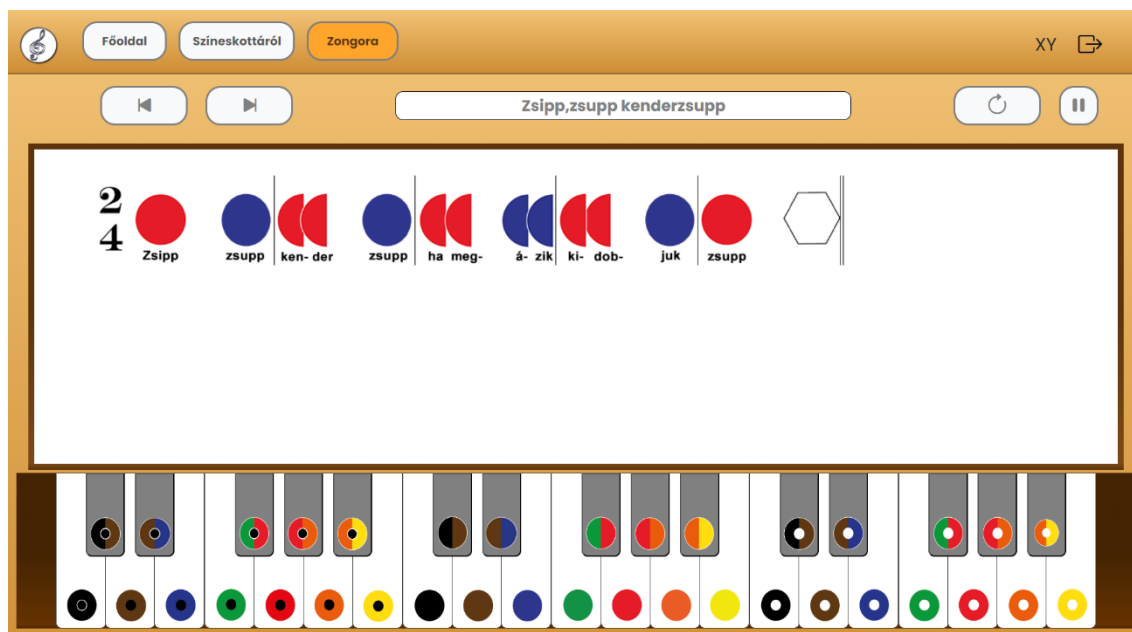 Főoldal Színeskottáról Zongora XY
Zsipp,zsupp kenderzsupp
2
4
Zsipp zsupp ken- der zsupp ha meg- á- zik ki- dob- juk zsupp